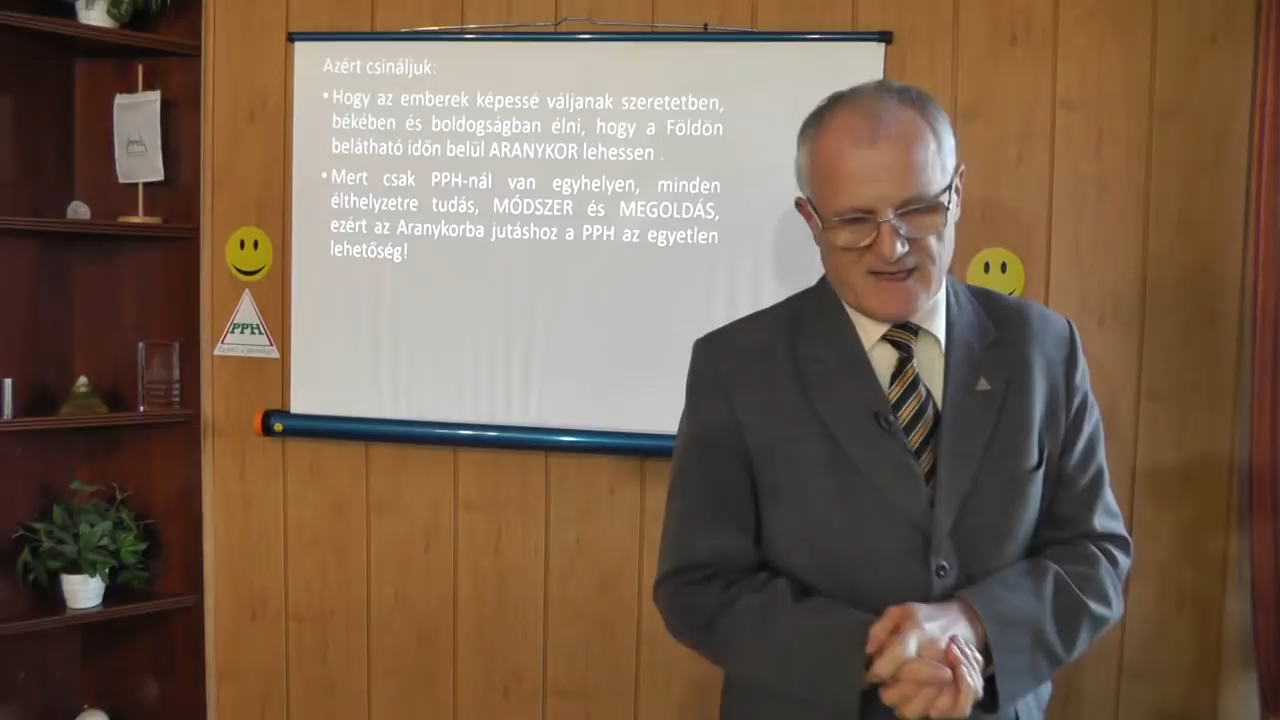 Azért csináljuk:
• Hogy az emberek képessé váljanak szeretetben,
békében és boldogságban élni, hogy a Földön
belátható időn belül ARANYKOR lehessen .
• Mert csak PPH-nál van egyhelyen, minden
élthelyzetre tudás, MÓDSZER és MEGOLDÁS,
ezért az Aranykorba jutáshoz a PPH az egyetlen
lehetőség!
PPH